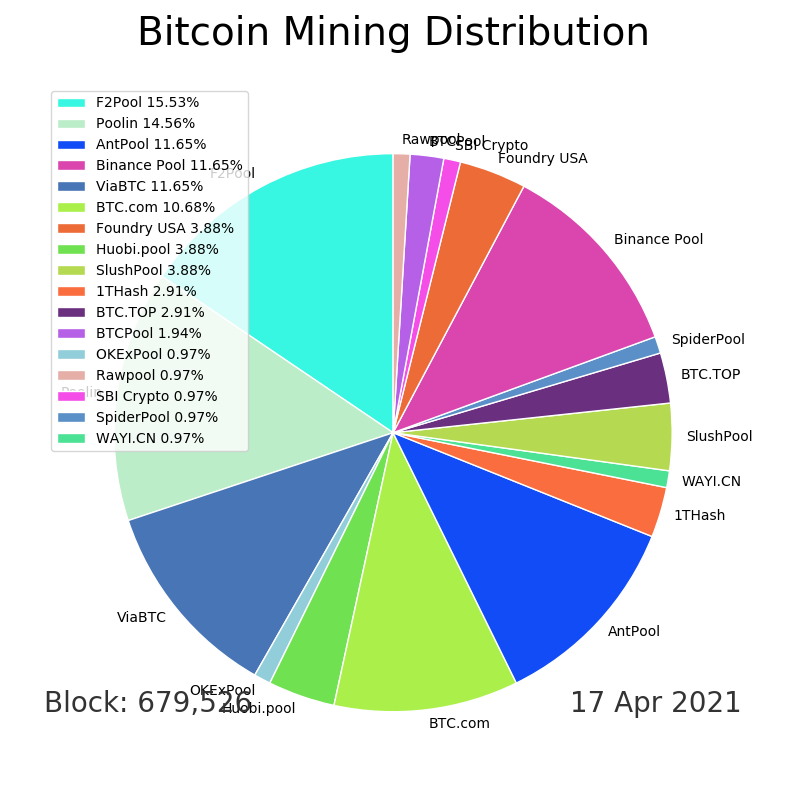 Bitcoin Mining Distribution
F2Pool 15.53%
Poolin 14.56%
AntPool 11.65%
Binance Pool 11.65%
ViaBTC 11.65%
BTC.com 10.68%
Foundry USA 3.88%
Huobi.pool 3.88%
SlushPool 3.88%
1THash 2.91%
BTC.TOP 2.91%
BTCPool 1.94%
OKExPool 0.97%
Rawpool 0.97%
SBI Crypto 0.97%
SpiderPool 0.97%
WAYI.CN 0.97%
Rawpool
BTCPool
SBI Crypto
Foundry USA
F2Pool
Binance Pool
SpiderPool
BTC.TOP
Poolin
SlushPool
WAYI.CN
1THash
ViaBTC
AntPool
OKExPool
Huobi.pool
BTC.com
Block: 679,526
17 Apr 2021